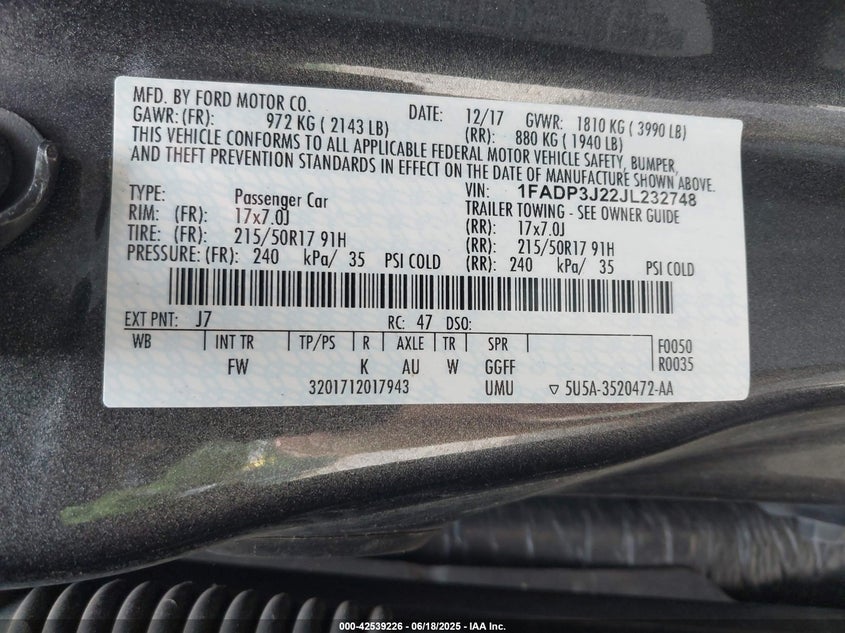 MFD. BY FORD MOTOR CO. DATE: 12/17 GVWR: 1810 KG ( 3990 LB)
GAWR: (FR): 972 KG ( 2143 LB) (RR): 880 KG ( 1940 LB)
THIS VEHICLE CONFORMS TO ALL APPLICABLE FEDERAL MOTOR VEHICLE SAFETY, BUMPER,
AND THEFT PREVENTION STANDARDS IN EFFECT ON THE DATE OF MANUFACTURE SHOWN ABOVE.
VIN: 1FADP3J22JL232748
TYPE: Passenger Car TRAILER TOWING - SEE OWNER GUIDE
RIM: (FR): 17x7.0J (RR): 17x7.0J
TIRE: (FR): 215/50R17 91H (RR): 215/50R17 91H
PRESSURE: (FR): 240 kPa/ 35 PSI COLD (RR): 240 kPa/ 35 PSI COLD
EXT PNT: J7 RC: 47 DSO:
WB INT TR TP/PS R AXLE TR SPR F0050
FW K AU W GGFF R0035
3201712017943 UMU ▽ 5U5A-3520472-AA
000-42539226 - 06/18/2025 - IAA Inc.